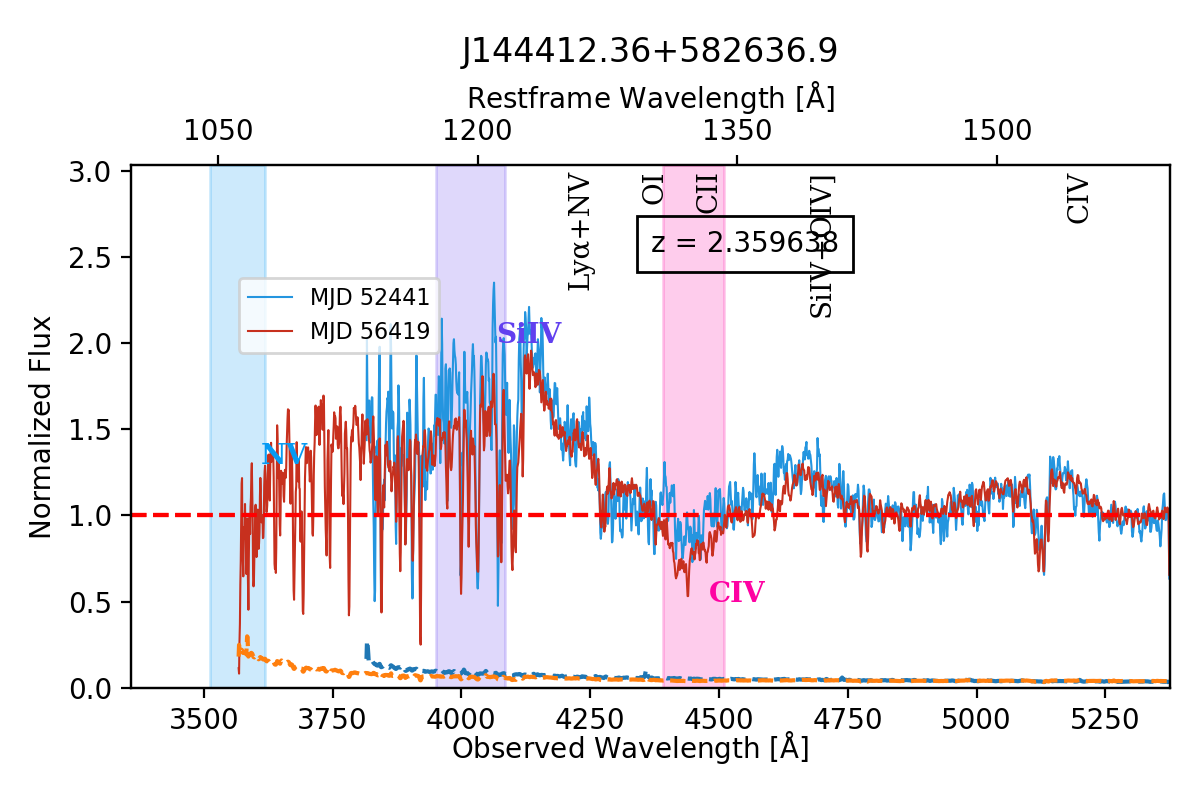 J144412.36+582636.9
Restframe Wavelength [Å]
1050 1200 1350 1500
Normalized Flux
3.0
2.5
2.0
1.5
1.0
0.5
0.0
Lyα+NV
OI
CII
SiIV+OIV]
CIV
z = 2.359638
MJD 52441
MJD 56419
SiIV
NV
CIV
3500 3750 4000 4250 4500 4750 5000 5250
Observed Wavelength [Å]